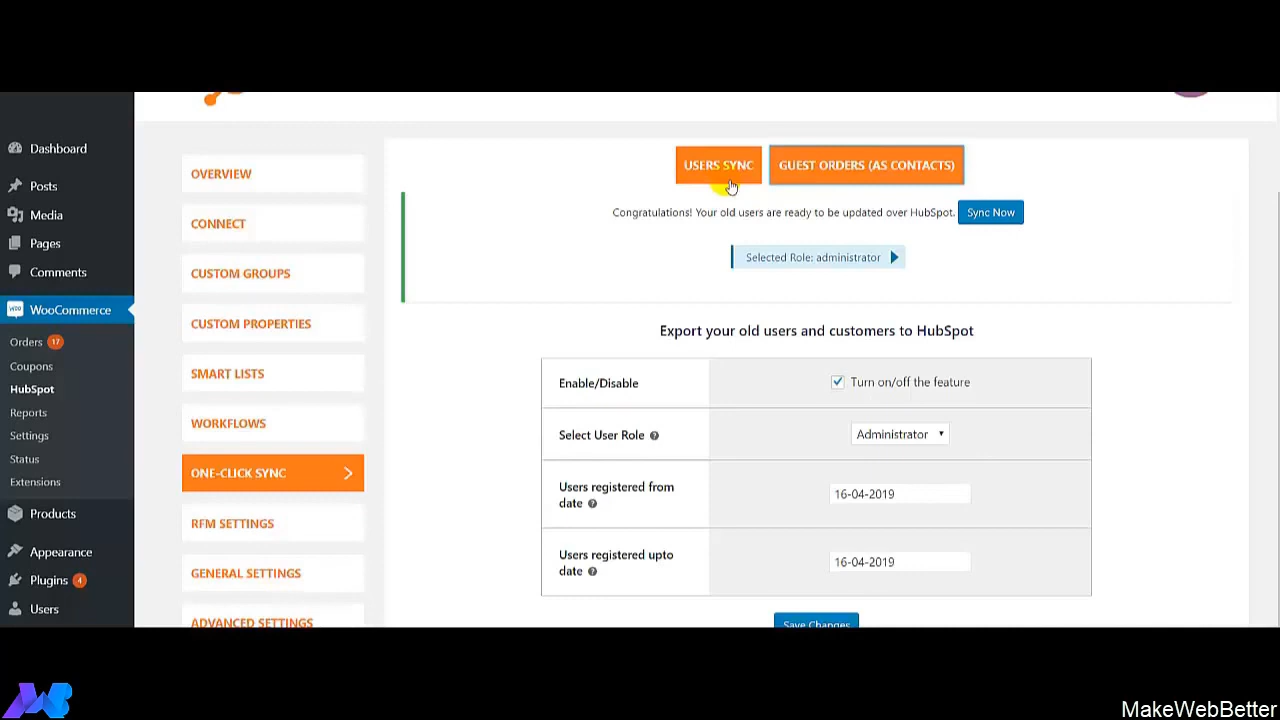 Dashboard
Posts
Media
Pages
Comments
WOO WooCommerce
Orders 17
Coupons
HubSpot
Reports
Settings
Status
Extensions
Products
Appearance
Plugins 4
Users
OVERVIEW
CONNECT
CUSTOM GROUPS
CUSTOM PROPERTIES
SMART LISTS
WORKFLOWS
ONE-CLICK SYNC
RFM SETTINGS
GENERAL SETTINGS
ADVANCED SETTINGS
USERS SYNC GUEST ORDERS (AS CONTACTS)
Congratulations! Your old users are ready to be updated over HubSpot. Sync Now
Selected Role: administrator
Export your old users and customers to HubSpot
Enable/Disable Turn on/off the feature
Select User Role ? Administrator
Users registered from
date ? 16-04-2019
Users registered upto
date ? 16-04-2019
Save Changes
MakeWebBetter